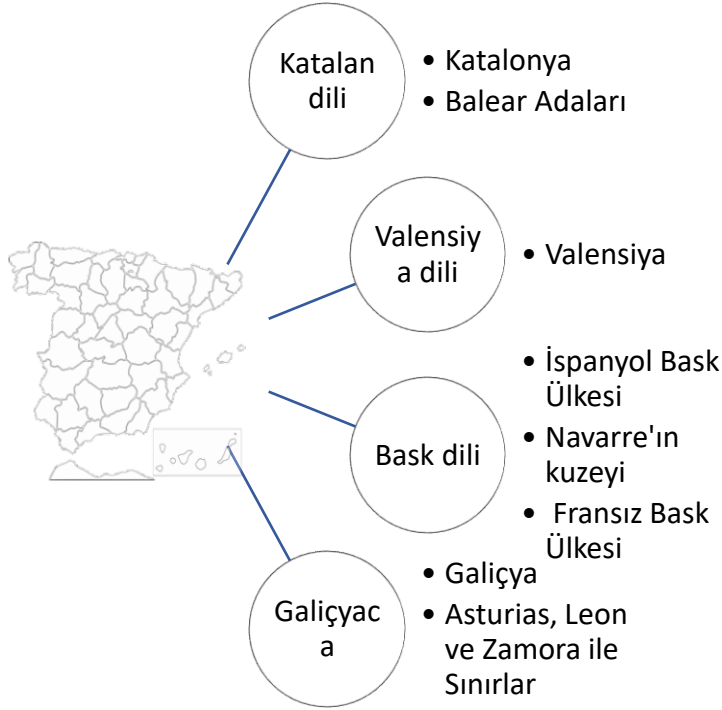 Katalan
dili
• Katalonya
• Balear Adaları
Valensiy
a dili
• Valensiya
Bask dili
• İspanyol Bask
Ülkesi
• Navarre'ın
kuzeyi
• Fransız Bask
Ülkesi
Galiçyac
a
• Galiçya
• Asturias, Leon
ve Zamora ile
Sınırlar